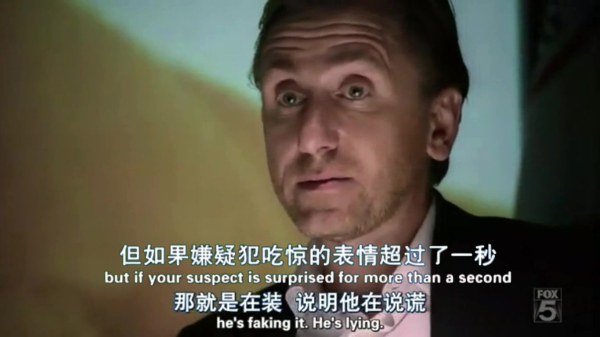 但如果嫌疑犯吃惊的表情超过了一秒
but if your suspect is surprised for more than a second
那就是在装 说明他在说谎
he's faking it. He's lying.
FOX
5